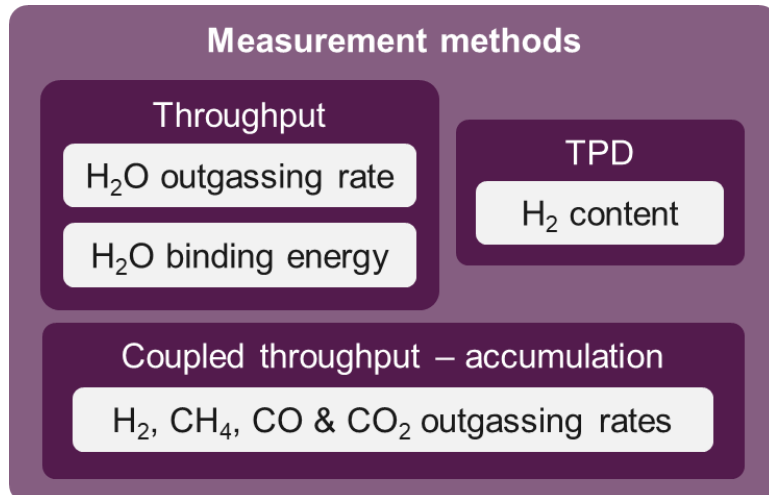 Measurement methods
Throughput
H₂O outgassing rate
H₂O binding energy
TPD
H₂ content
Coupled throughput – accumulation
H₂, CH₄, CO & CO₂ outgassing rates